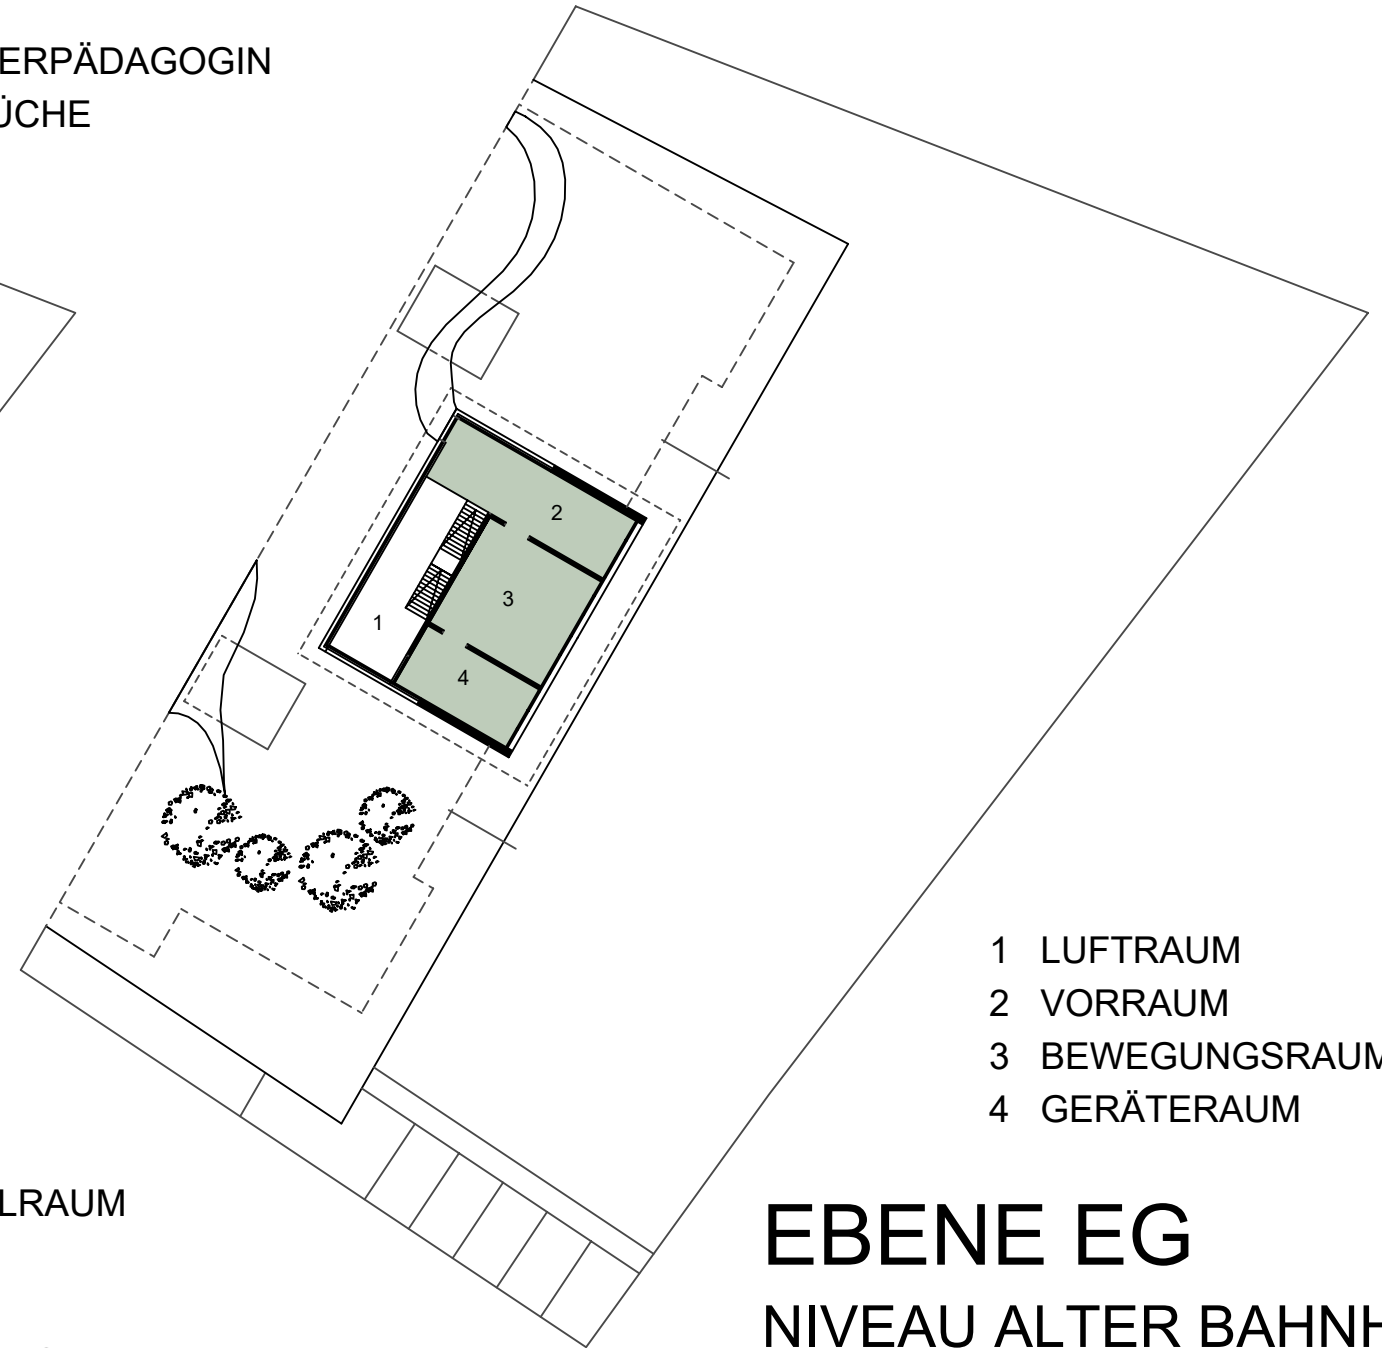 ERPÄDAGOGIN
ÜCHE
2
3
1
4
1 LUFTRAUM
2 VORRAUM
3 BEWEGUNGSRAUM
4 GERÄTERAUM
LRAUM
EBENE EG
NIVEAU ALTER BAHNH